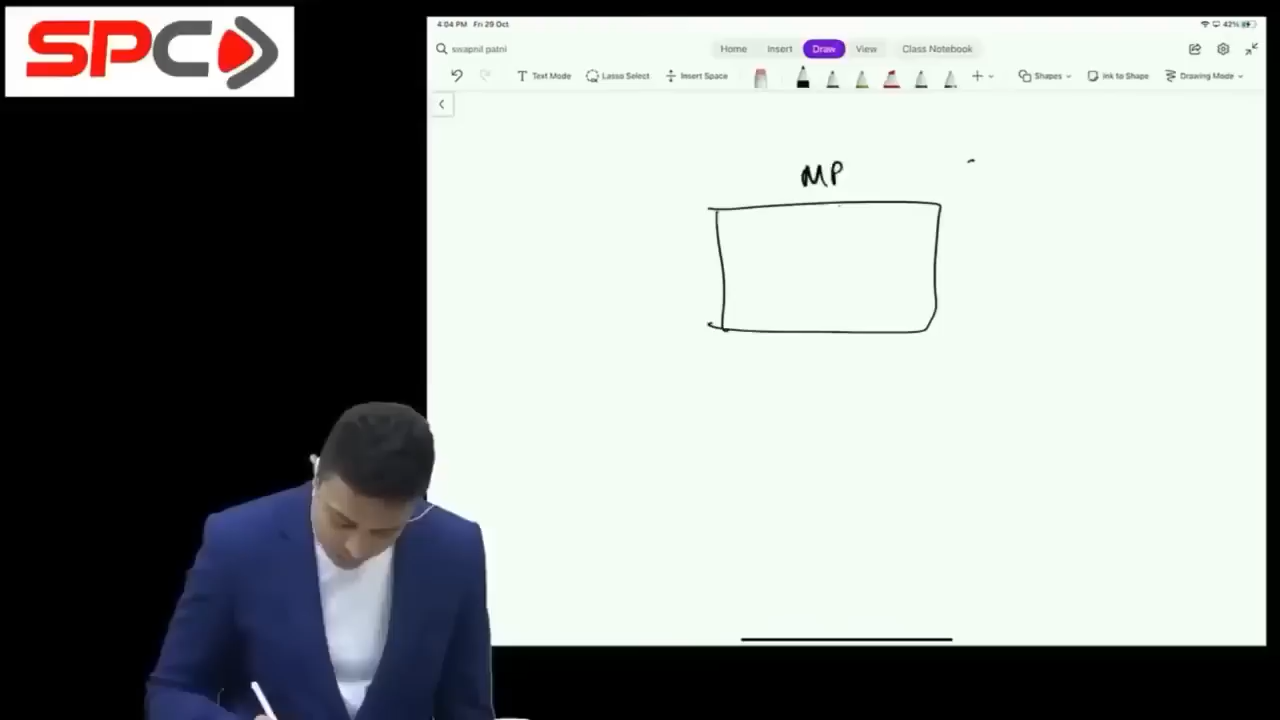 SPC
4:04 PM Fri 29 Oct
42%
swapnil patni
Home Insert Draw View Class Notebook
Text Mode Lasso Select Insert Space Shapes Ink to Shape Drawing Mode
MP